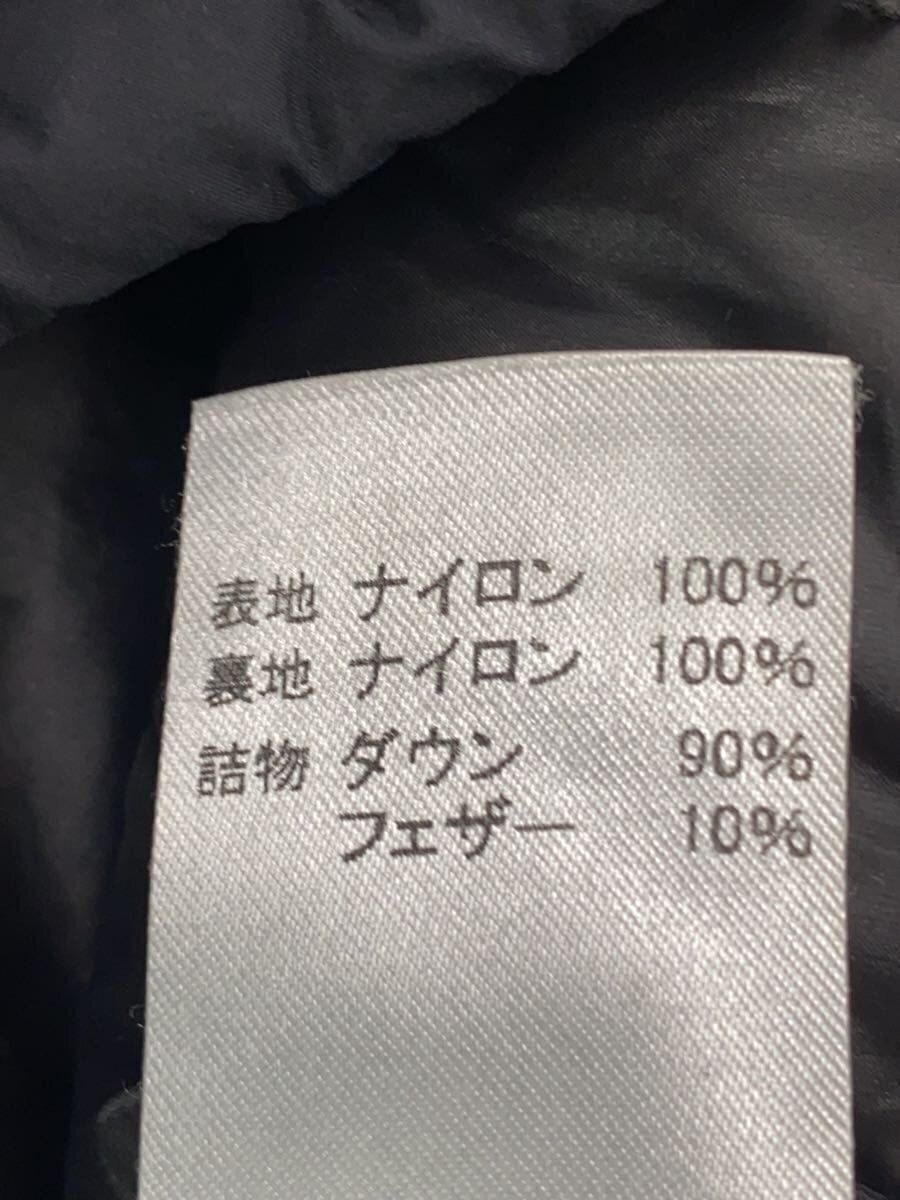 表地 ナイロン 100%
裏地 ナイロン 100%
詰物 ダウン 90%
フェザー 10%